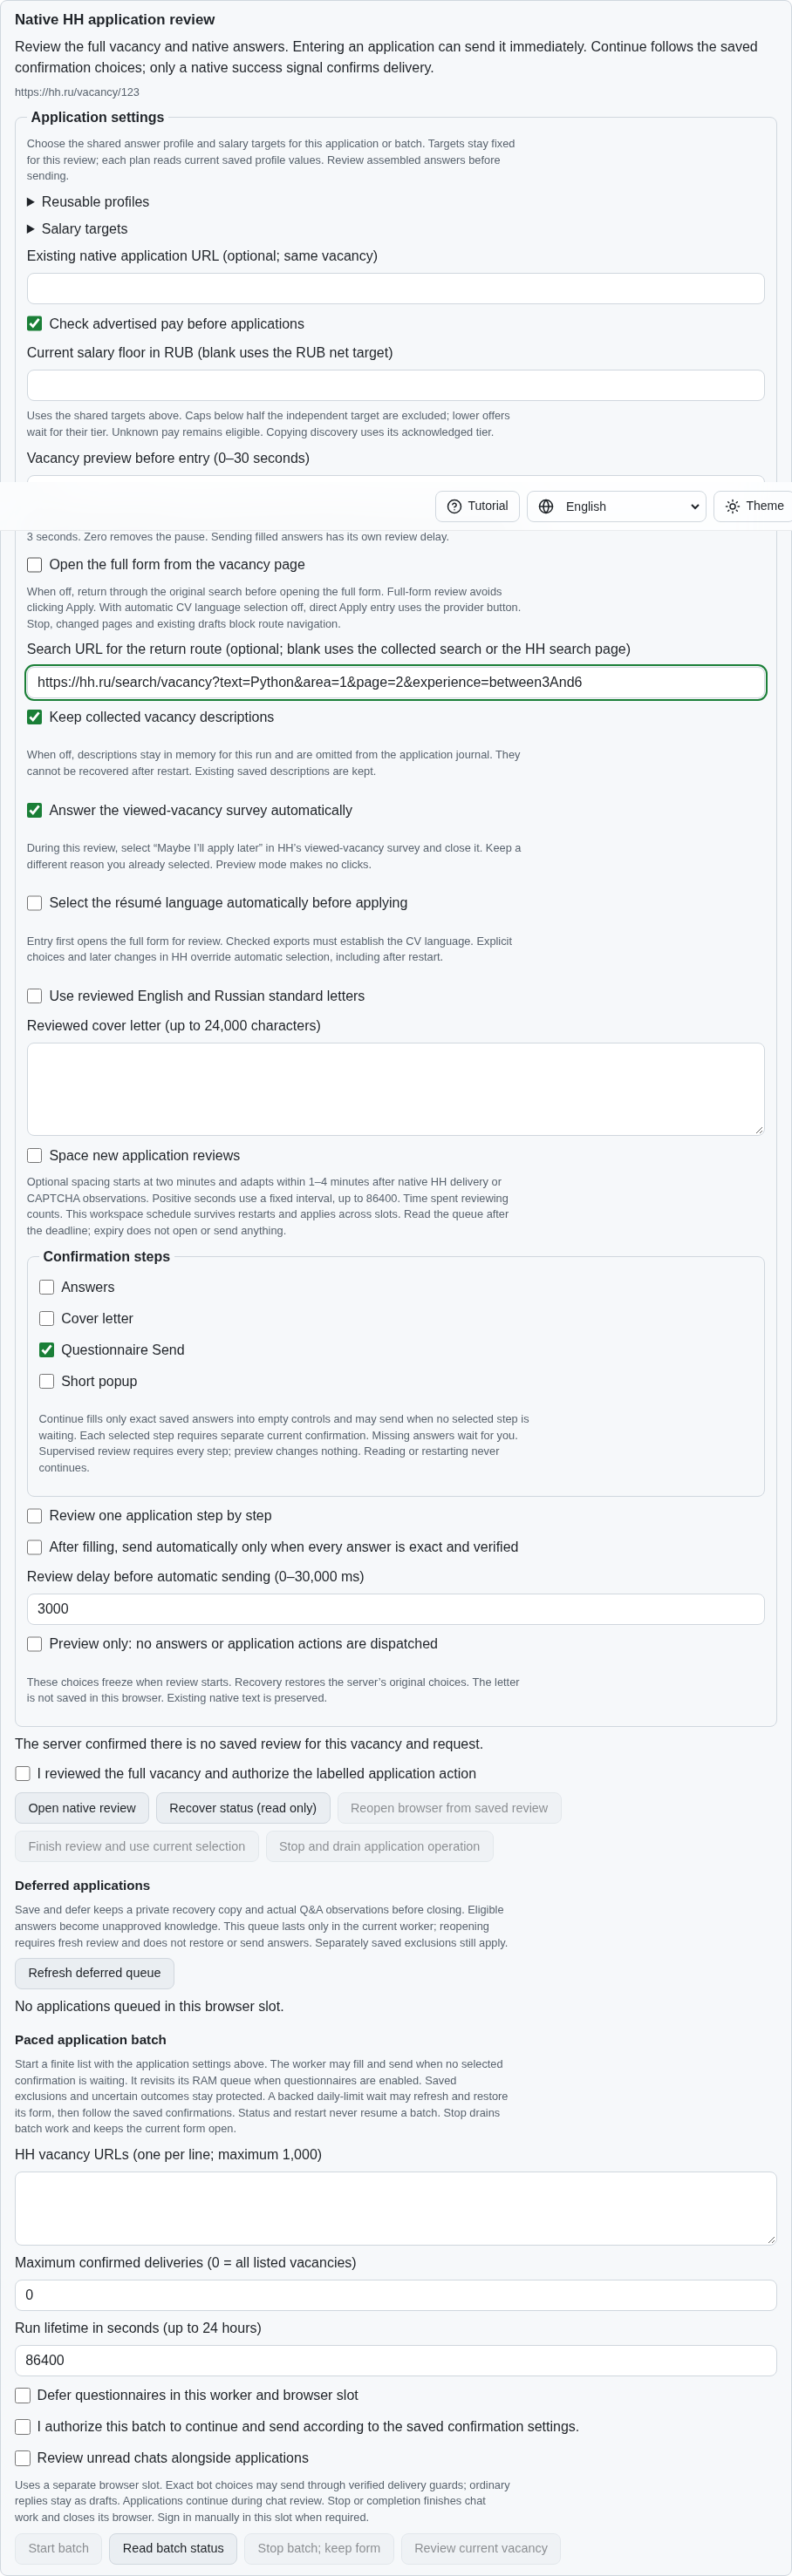 Native HH application review
Review the full vacancy and native answers. Entering an application can send it immediately. Continue follows the saved
confirmation choices; only a native success signal confirms delivery.
https://hh.ru/vacancy/123
Application settings
Choose the shared answer profile and salary targets for this application or batch. Targets stay fixed
for this review; each plan reads current saved profile values. Review assembled answers before
sending.
Reusable profiles
Salary targets
Existing native application URL (optional; same vacancy)
Check advertised pay before applications
Current salary floor in RUB (blank uses the RUB net target)
Uses the shared targets above. Caps below half the independent target are excluded; lower offers
wait for their tier. Unknown pay remains eligible. Copying discovery uses its acknowledged tier.
Vacancy preview before entry (0–30 seconds)
Tutorial
English
Theme
3 seconds. Zero removes the pause. Sending filled answers has its own review delay.
Open the full form from the vacancy page
When off, return through the original search before opening the full form. Full-form review avoids
clicking Apply. With automatic CV language selection off, direct Apply entry uses the provider button.
Stop, changed pages and existing drafts block route navigation.
Search URL for the return route (optional; blank uses the collected search or the HH search page)
https://hh.ru/search/vacancy?text=Python&area=1&page=2&experience=between3And6
Keep collected vacancy descriptions
When off, descriptions stay in memory for this run and are omitted from the application journal. They
cannot be recovered after restart. Existing saved descriptions are kept.
Answer the viewed-vacancy survey automatically
During this review, select “Maybe I’ll apply later” in HH’s viewed-vacancy survey and close it. Keep a
different reason you already selected. Preview mode makes no clicks.
Select the résumé language automatically before applying
Entry first opens the full form for review. Checked exports must establish the CV language. Explicit
choices and later changes in HH override automatic selection, including after restart.
Use reviewed English and Russian standard letters
Reviewed cover letter (up to 24,000 characters)
Space new application reviews
Optional spacing starts at two minutes and adapts within 1–4 minutes after native HH delivery or
CAPTCHA observations. Positive seconds use a fixed interval, up to 86400. Time spent reviewing
counts. This workspace schedule survives restarts and applies across slots. Read the queue after
the deadline; expiry does not open or send anything.
Confirmation steps
Answers
Cover letter
Questionnaire Send
Short popup
Continue fills only exact saved answers into empty controls and may send when no selected step is
waiting. Each selected step requires separate current confirmation. Missing answers wait for you.
Supervised review requires every step; preview changes nothing. Reading or restarting never
continues.
Review one application step by step
After filling, send automatically only when every answer is exact and verified
Review delay before automatic sending (0–30,000 ms)
3000
Preview only: no answers or application actions are dispatched
These choices freeze when review starts. Recovery restores the server’s original choices. The letter
is not saved in this browser. Existing native text is preserved.
The server confirmed there is no saved review for this vacancy and request.
I reviewed the full vacancy and authorize the labelled application action
Open native review
Recover status (read only)
Reopen browser from saved review
Finish review and use current selection
Stop and drain application operation
Deferred applications
Save and defer keeps a private recovery copy and actual Q&A observations before closing. Eligible
answers become unapproved knowledge. This queue lasts only in the current worker; reopening
requires fresh review and does not restore or send answers. Separately saved exclusions still apply.
Refresh deferred queue
No applications queued in this browser slot.
Paced application batch
Start a finite list with the application settings above. The worker may fill and send when no selected
confirmation is waiting. It revisits its RAM queue when questionnaires are enabled. Saved
exclusions and uncertain outcomes stay protected. A backed daily-limit wait may refresh and restore
its form, then follow the saved confirmations. Status and restart never resume a batch. Stop drains
batch work and keeps the current form open.
HH vacancy URLs (one per line; maximum 1,000)
Maximum confirmed deliveries (0 = all listed vacancies)
0
Run lifetime in seconds (up to 24 hours)
86400
Defer questionnaires in this worker and browser slot
I authorize this batch to continue and send according to the saved confirmation settings.
Review unread chats alongside applications
Uses a separate browser slot. Exact bot choices may send through verified delivery guards; ordinary
replies stay as drafts. Applications continue during chat review. Stop or completion finishes chat
work and closes its browser. Sign in manually in this slot when required.
Start batch
Read batch status
Stop batch; keep form
Review current vacancy